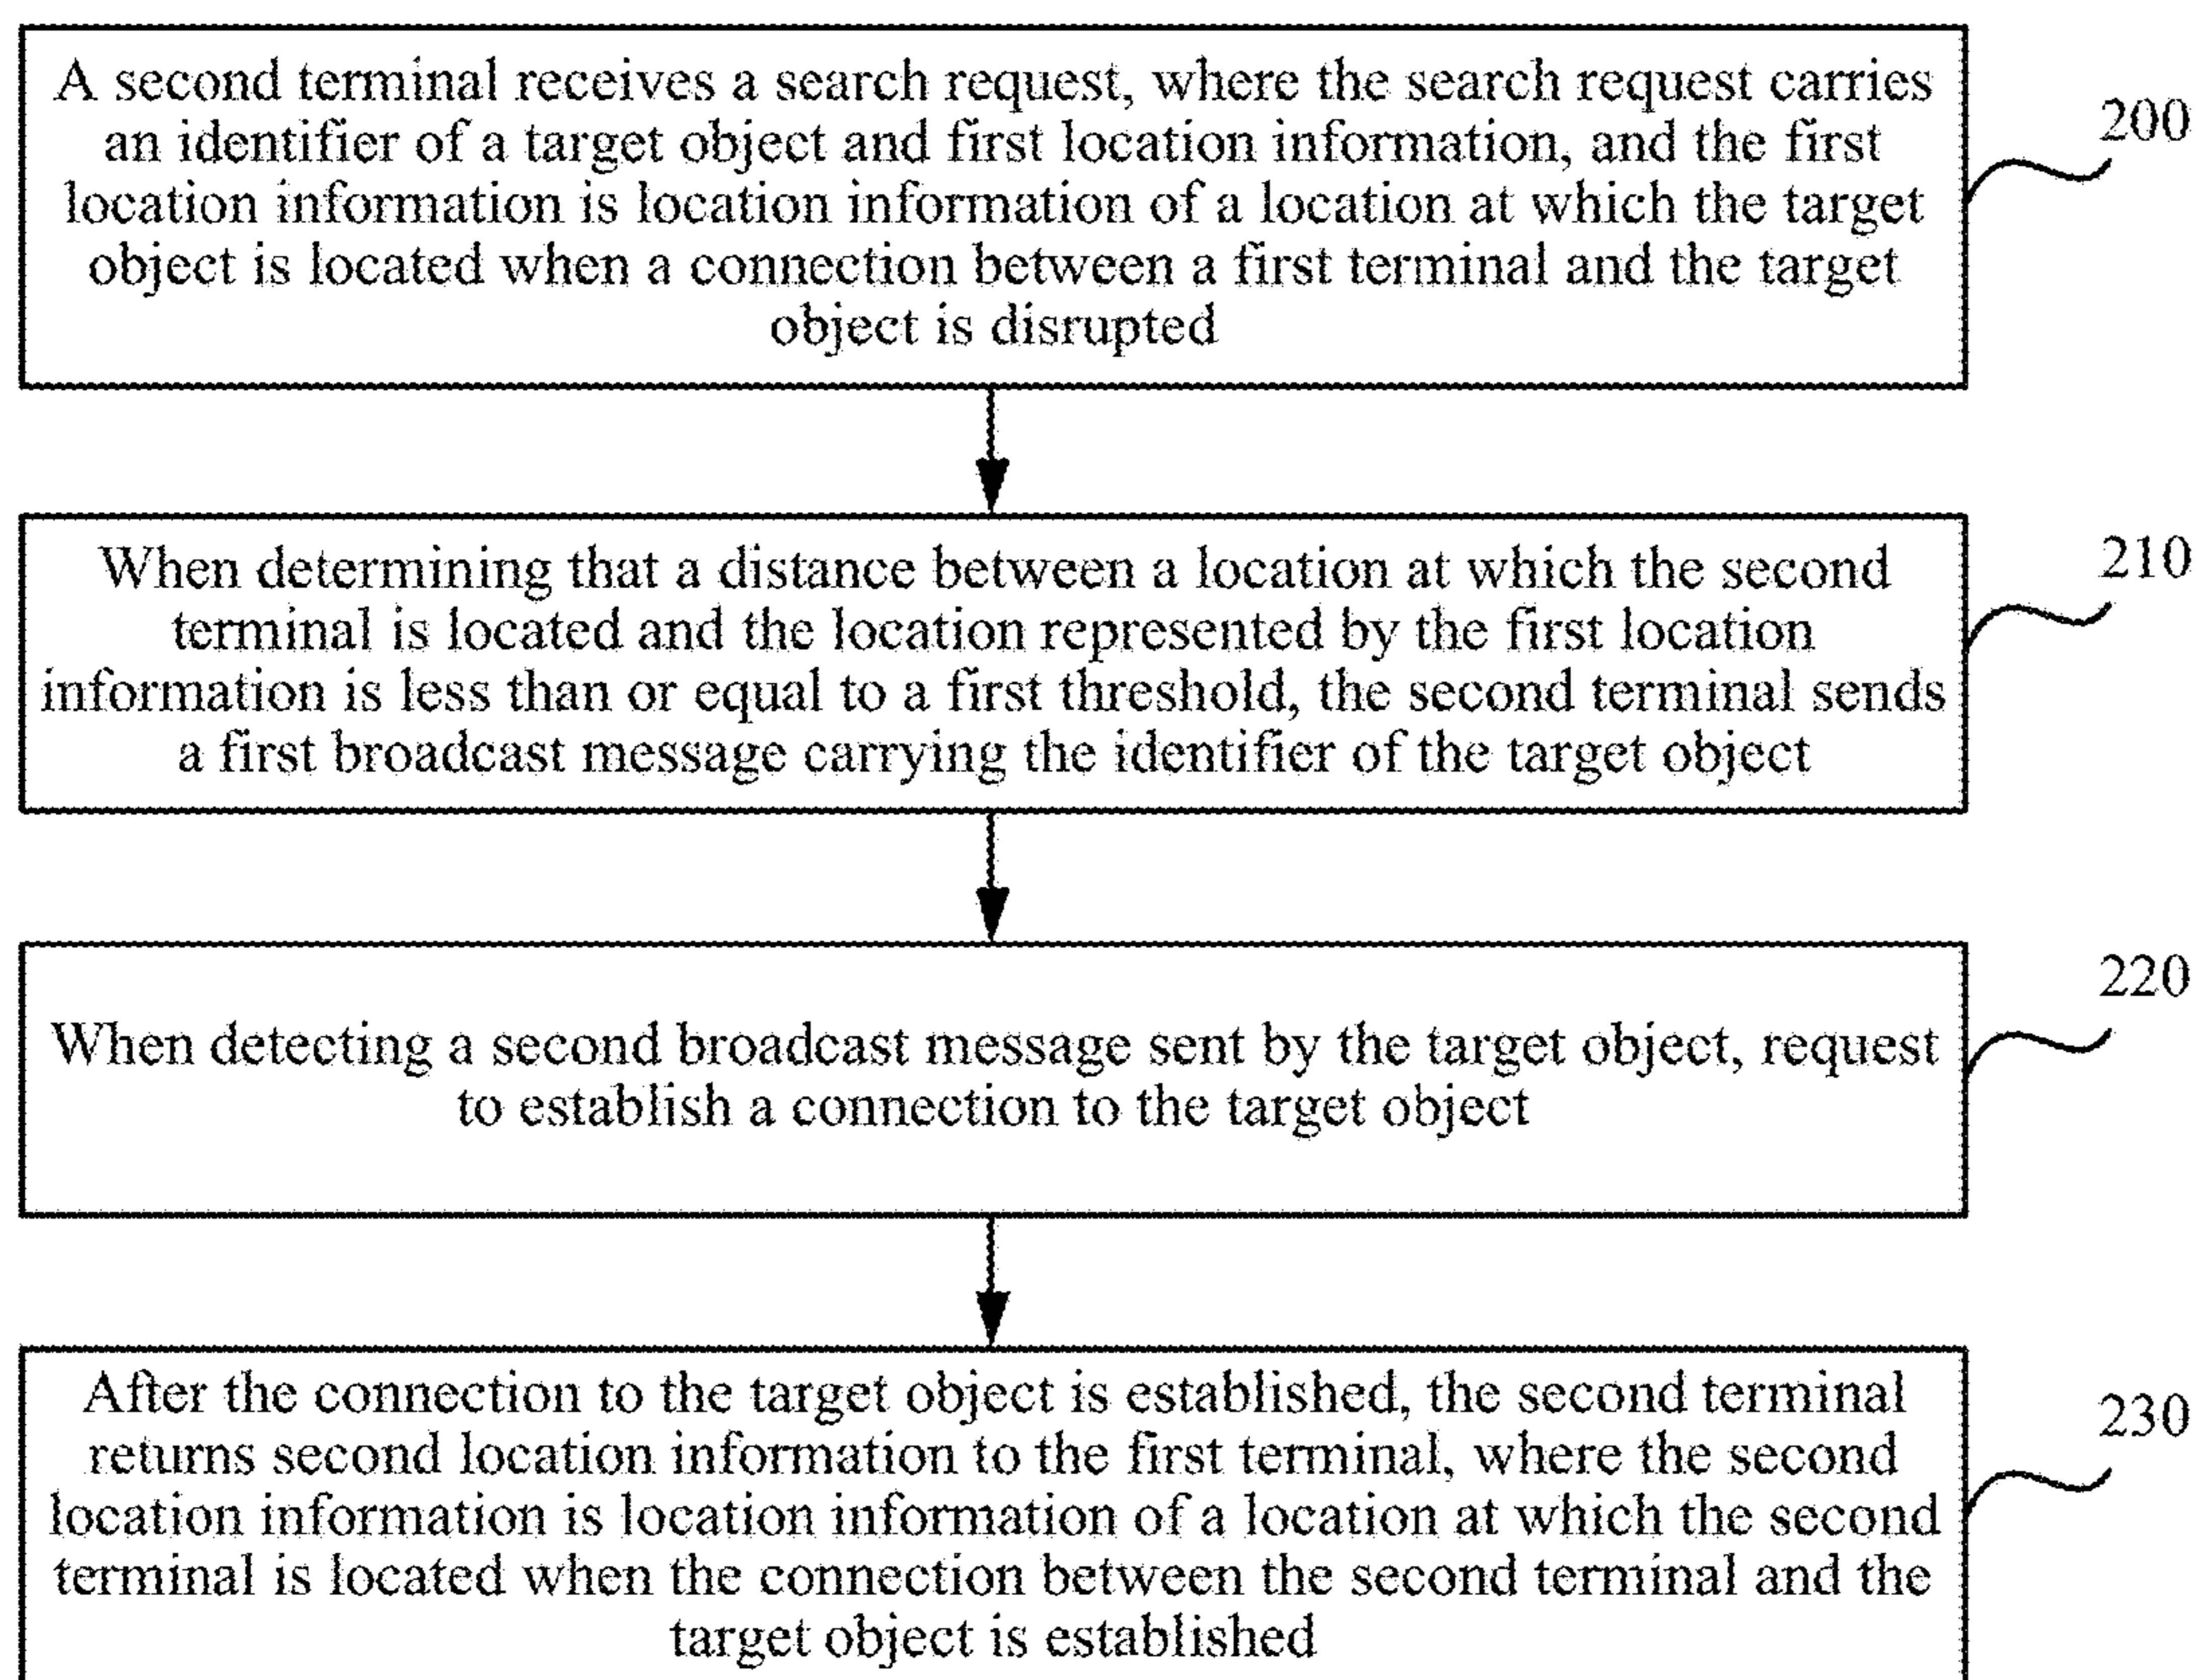 A second terminal receives a search request, where the search request carries
an identifier of a target object and first location information, and the first
location information is location information of a location at which the target
object is located when a connection between a first terminal and the target
object is disrupted
200
When determining that a distance between a location at which the second
terminal is located and the location represented by the first location
information is less than or equal to a first threshold, the second terminal sends
a first broadcast message carrying the identifier of the target object
210
When detecting a second broadcast message sent by the target object, request
to establish a connection to the target object
220
After the connection to the target object is established, the second terminal
returns second location information to the first terminal, where the second
location information is location information of a location at which the second
terminal is located when the connection between the second terminal and the
target object is established
230